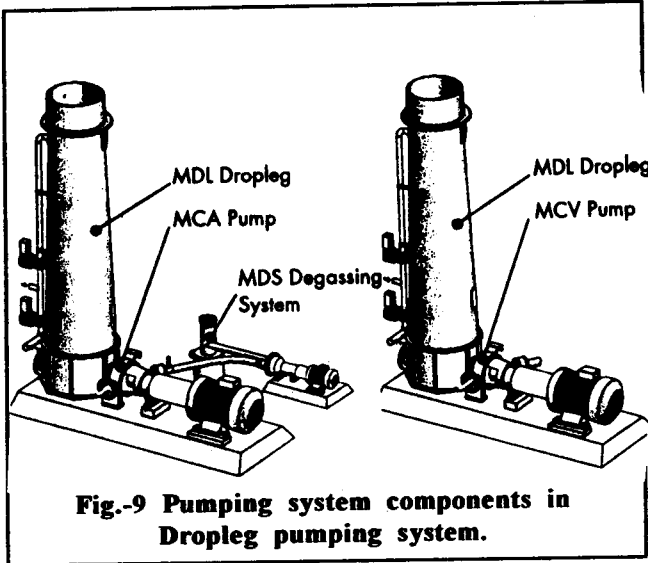 MDL Dropleg
MCA Pump
MDS Degassing
System
MDL Dropleg
MCV Pump
Fig.-9 Pumping system components in
Dropleg pumping system.